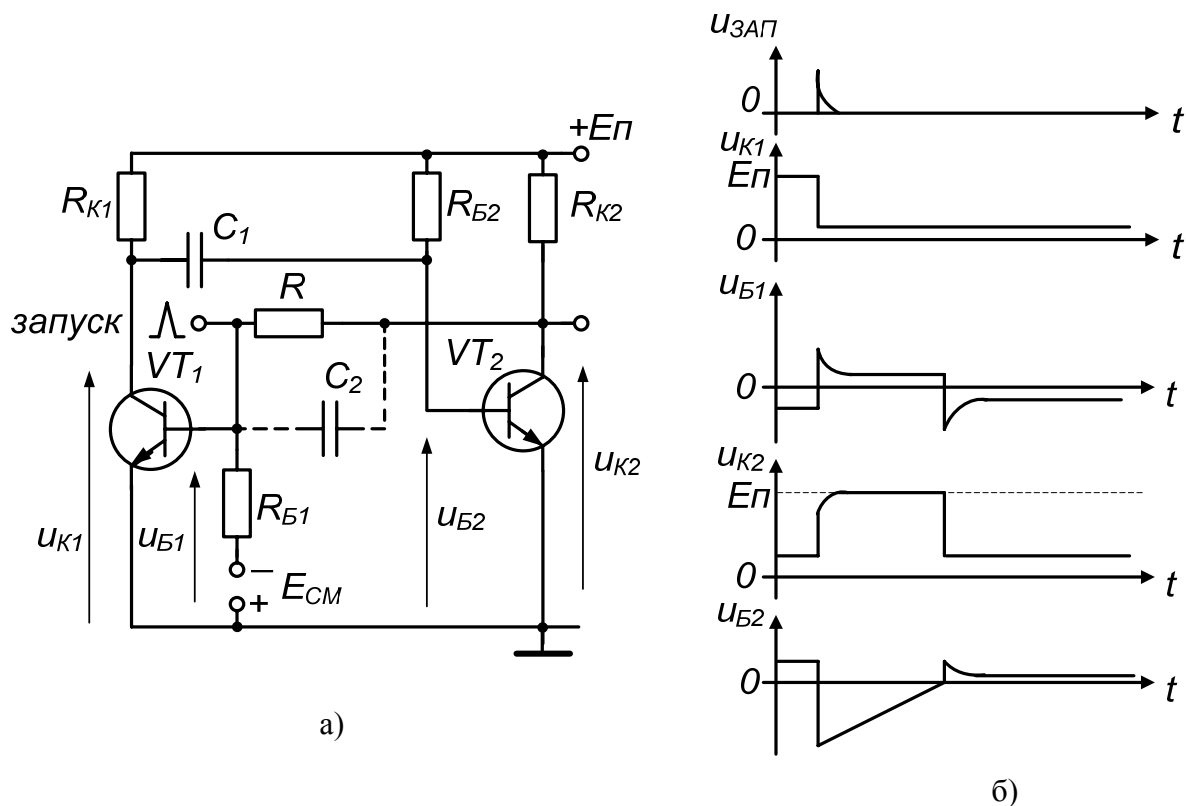 +Eп
RК1
C1
RБ2
RК2
R
запуск
VT1
C2
VT2
uК1
uБ1
RБ1
– EСМ
+
uБ2
uК2
а)
uЗАП
0
t
uК1
Eп
0
t
uБ1
0
t
uК2
Eп
0
t
uБ2
0
t
б)